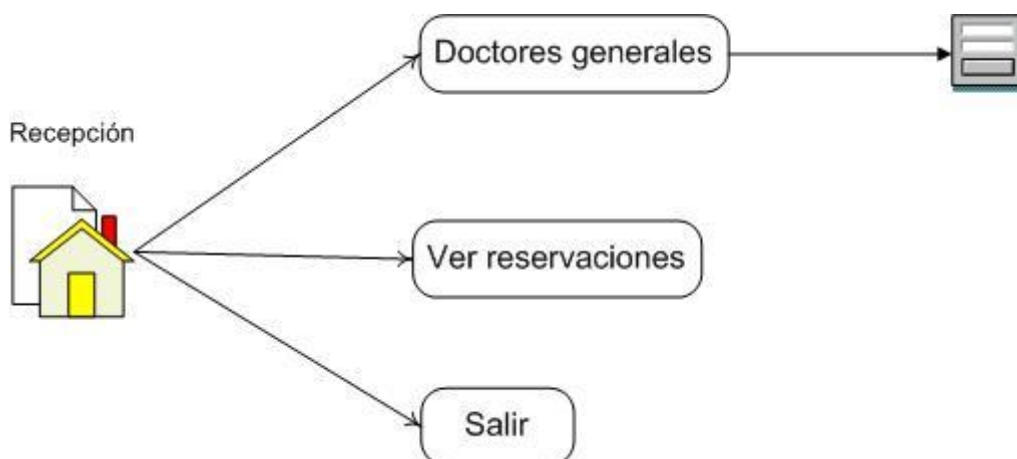 Doctores generales
Recepción
Ver reservaciones
Salir